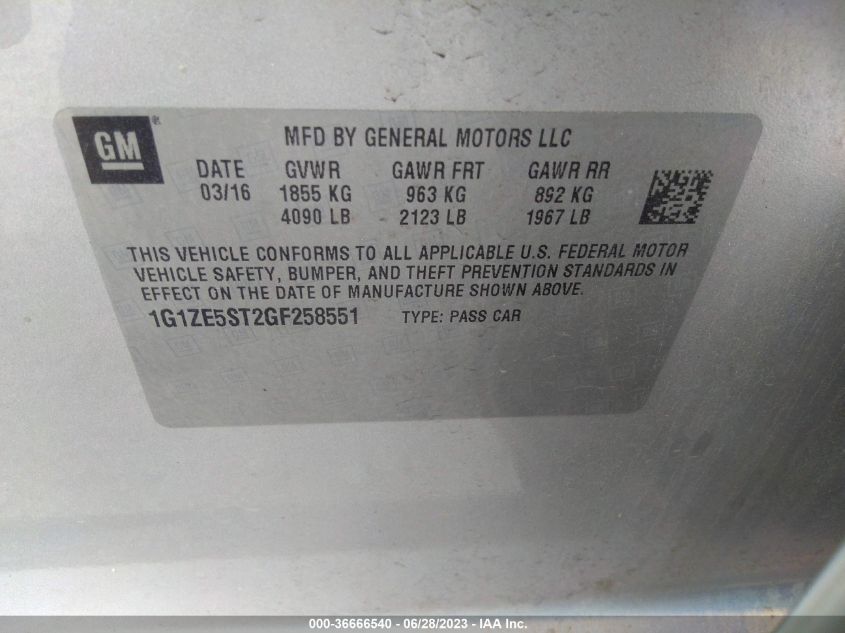 GM ®
MFD BY GENERAL MOTORS LLC
DATE GVWR GAWR FRT GAWR RR
03/16 1855 KG 963 KG 892 KG
4090 LB 2123 LB 1967 LB
THIS VEHICLE CONFORMS TO ALL APPLICABLE U.S. FEDERAL MOTOR
VEHICLE SAFETY, BUMPER, AND THEFT PREVENTION STANDARDS IN
EFFECT ON THE DATE OF MANUFACTURE SHOWN ABOVE.
1G1ZE5ST2GF258551 TYPE: PASS CAR
000-36666540 - 06/28/2023 - IAA Inc.